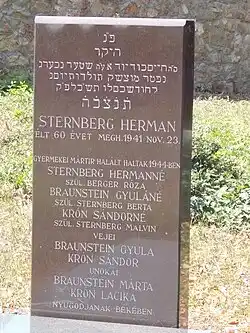 פ נ
היקר
STERNBERG HERMAN
ÉLT 60 ÉVET MEGH. 1941 NOV. 23.
GYERMEKEI MÁRTIR HALÁLT HALTAK 1944-BEN
STERNBERG HERMANNÉ
SZÜL. BERGER RÓZA
BRAUNSTEIN GYULÁNÉ
SZÜL. STERNBERG BERTA
KRÓN SÁNDORNÉ
SZÜL. STERNBERG MALVIN
VEJEI
BRAUNSTEIN GYULA
KRÓN SÁNDOR
UNOKÁI
BRAUNSTEIN MÁRTA
KRÓN LACIKA
NYUGODJANAK BÉKÉBEN